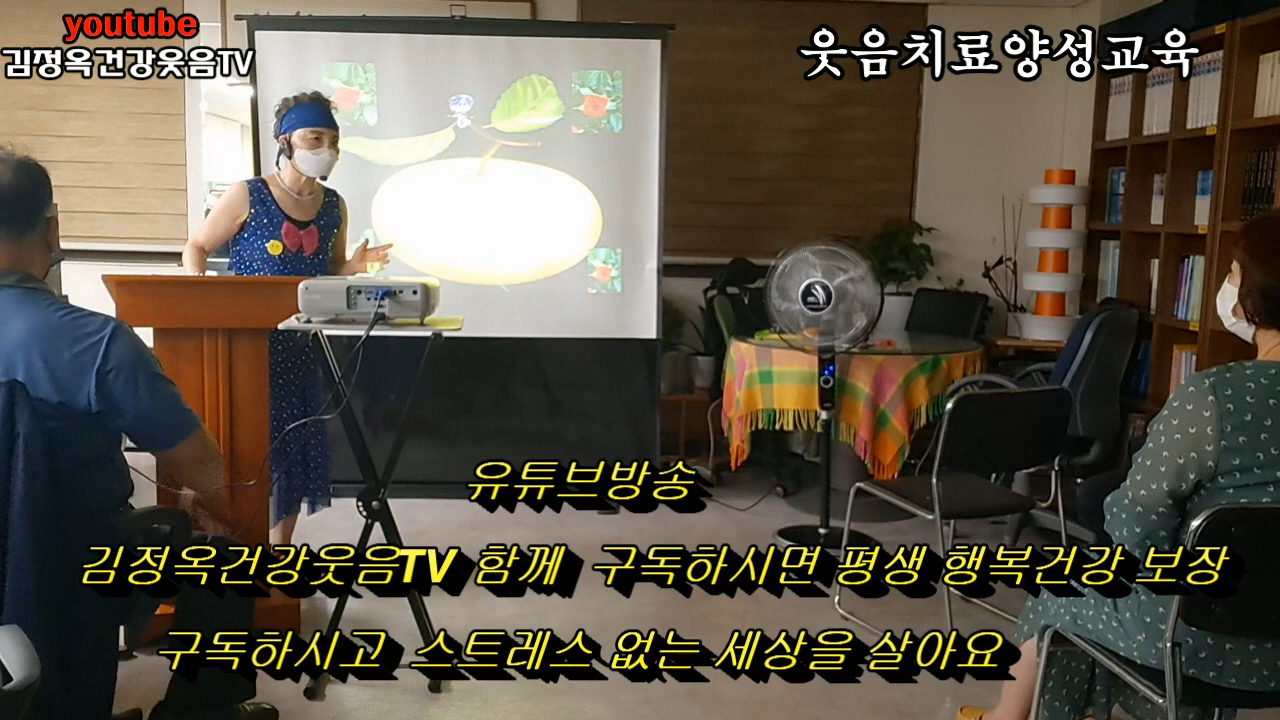 youtube
김정옥건강웃음TV
웃음치료양성교육
유튜브방송
김정옥건강웃음TV 함께 구독하시면 평생 행복건강 보장
구독하시고 스트레스 없는 세상을 살아요